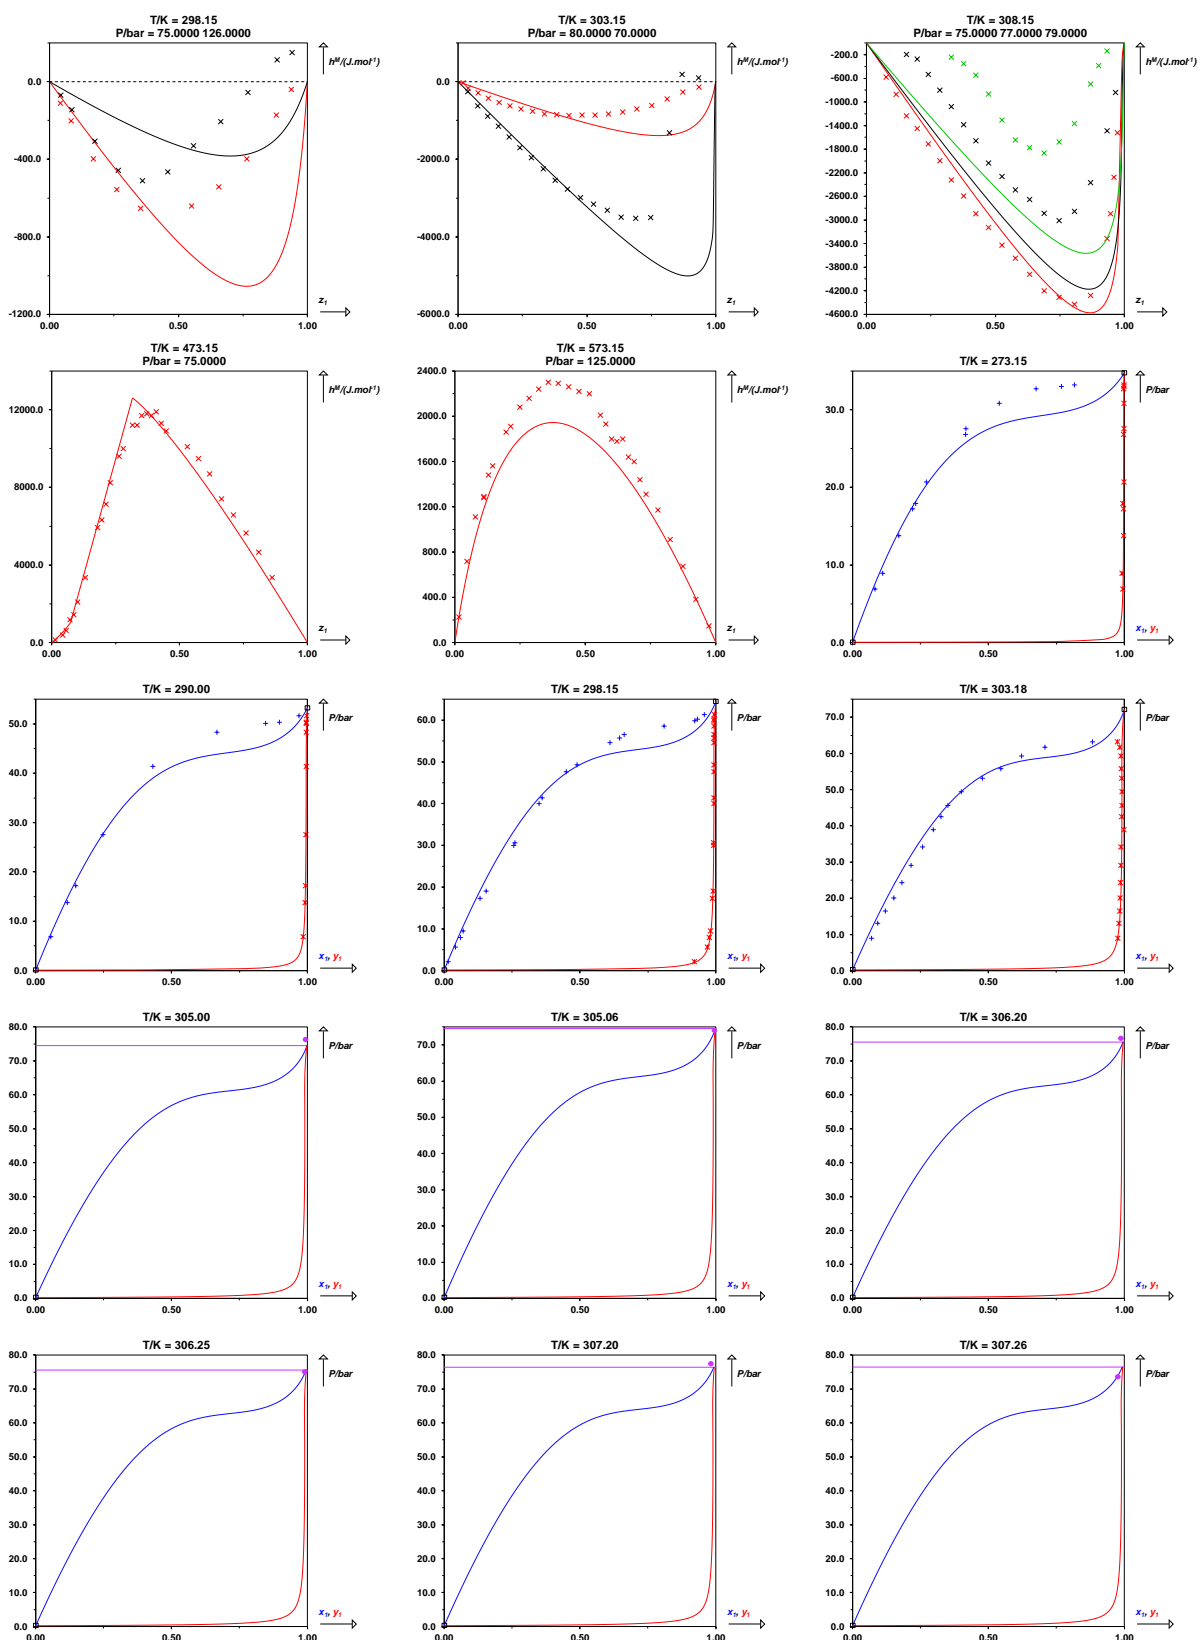 T/K = 298.15
P/bar = 75.0000 126.0000
h^M/(J.mol⁻¹)
0.0
-400.0
-800.0
-1200.0
z₁
0.00 0.50 1.00
T/K = 303.15
P/bar = 80.0000 70.0000
h^M/(J.mol⁻¹)
0.0
-2000.0
-4000.0
-6000.0
z₁
0.00 0.50 1.00
T/K = 308.15
P/bar = 75.0000 77.0000 79.0000
h^M/(J.mol⁻¹)
-200.0
-600.0
-1000.0
-1400.0
-1800.0
-2200.0
-2600.0
-3000.0
-3400.0
-3800.0
-4200.0
-4600.0
z₁
0.00 0.50 1.00
T/K = 473.15
P/bar = 75.0000
h^M/(J.mol⁻¹)
12000.0
8000.0
4000.0
0.0
z₁
0.00 0.50 1.00
T/K = 573.15
P/bar = 125.0000
h^M/(J.mol⁻¹)
2400.0
2000.0
1600.0
1200.0
800.0
400.0
0.0
z₁
0.00 0.50 1.00
T/K = 273.15
P/bar
30.0
20.0
10.0
0.0
x₁, y₁
0.00 0.50 1.00
T/K = 290.00
P/bar
50.0
40.0
30.0
20.0
10.0
0.0
x₁, y₁
0.00 0.50 1.00
T/K = 298.15
P/bar
60.0
50.0
40.0
30.0
20.0
10.0
0.0
x₁, y₁
0.00 0.50 1.00
T/K = 303.18
P/bar
70.0
60.0
50.0
40.0
30.0
20.0
10.0
0.0
x₁, y₁
0.00 0.50 1.00
T/K = 305.00
P/bar
80.0
70.0
60.0
50.0
40.0
30.0
20.0
10.0
0.0
x₁, y₁
0.00 0.50 1.00
T/K = 305.06
P/bar
70.0
60.0
50.0
40.0
30.0
20.0
10.0
0.0
x₁, y₁
0.00 0.50 1.00
T/K = 306.20
P/bar
80.0
70.0
60.0
50.0
40.0
30.0
20.0
10.0
0.0
x₁, y₁
0.00 0.50 1.00
T/K = 306.25
P/bar
80.0
70.0
60.0
50.0
40.0
30.0
20.0
10.0
0.0
x₁, y₁
0.00 0.50 1.00
T/K = 307.20
P/bar
80.0
70.0
60.0
50.0
40.0
30.0
20.0
10.0
0.0
x₁, y₁
0.00 0.50 1.00
T/K = 307.26
P/bar
80.0
70.0
60.0
50.0
40.0
30.0
20.0
10.0
0.0
x₁, y₁
0.00 0.50 1.00